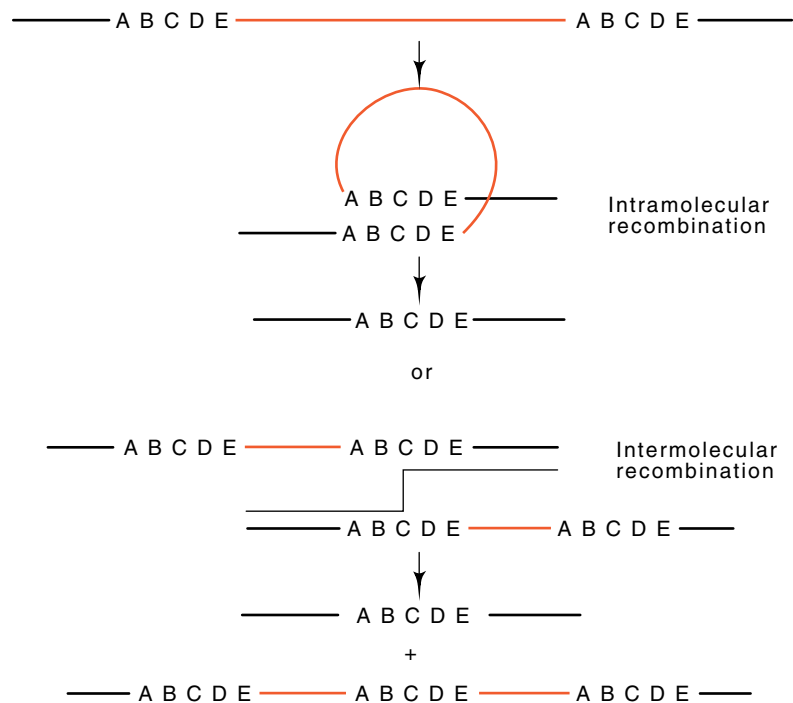 A B C D E A B C D E
A B C D E
Intramolecular
recombination
A B C D E
A B C D E
or
A B C D E A B C D E
Intermolecular
recombination
A B C D E A B C D E
A B C D E
+
A B C D E A B C D E A B C D E